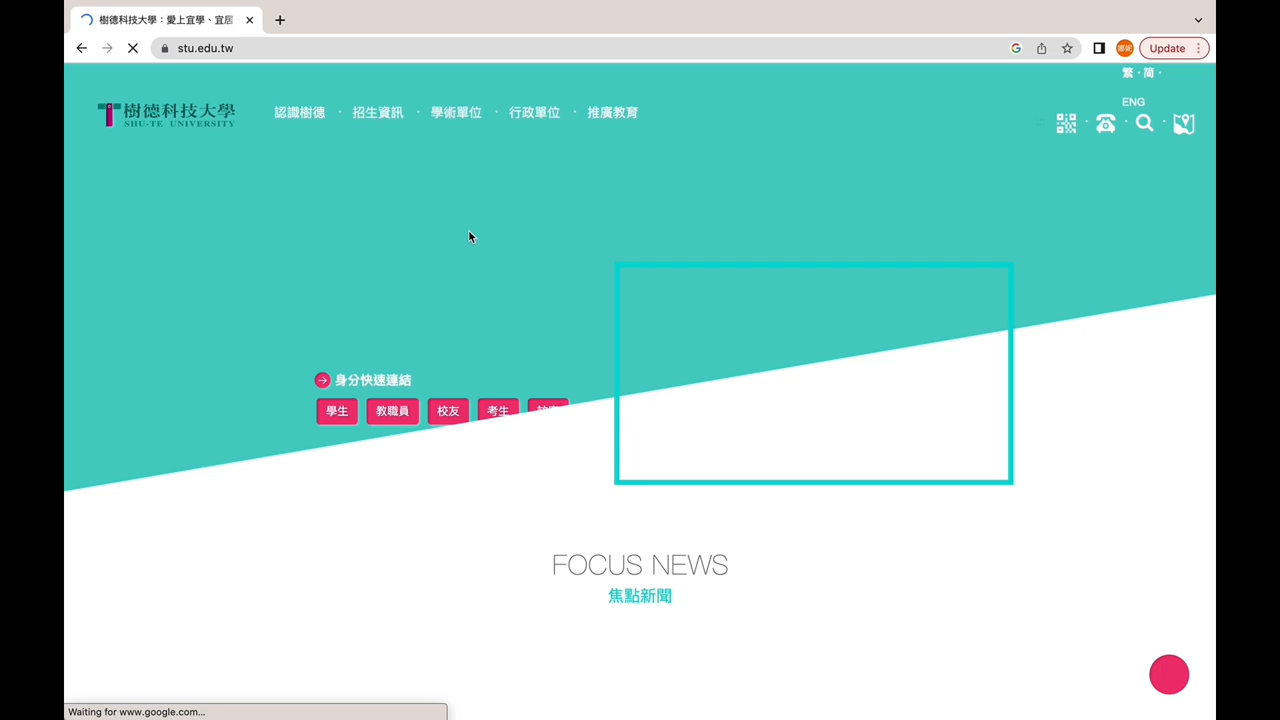 樹德科技大學：愛上宜學、宜居
stu.edu.tw
娜妮
Update
繁・简・
ENG
樹德科技大學
SHU-TE UNIVERSITY
認識樹德・招生資訊・學術單位・行政單位・推廣教育
身分快速連結
學生 教職員 校友 考生
FOCUS NEWS
焦點新聞
Waiting for www.google.com...